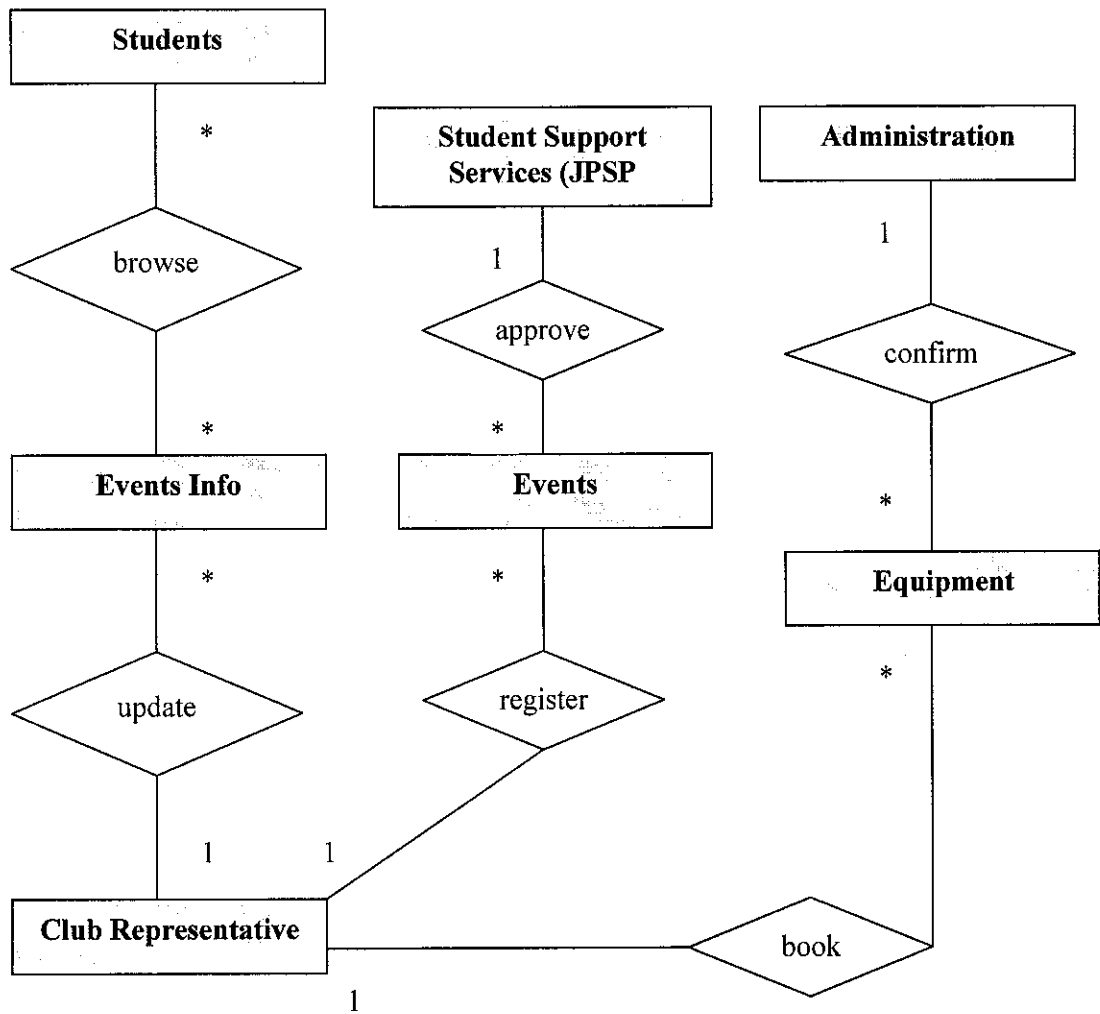 Students
*
Student Support
Services (JPSP
Administration
1
1
browse
approve
confirm
*
*
Events Info
Events
*
*
*
Equipment
*
update
register
1
1
Club Representative
book
1